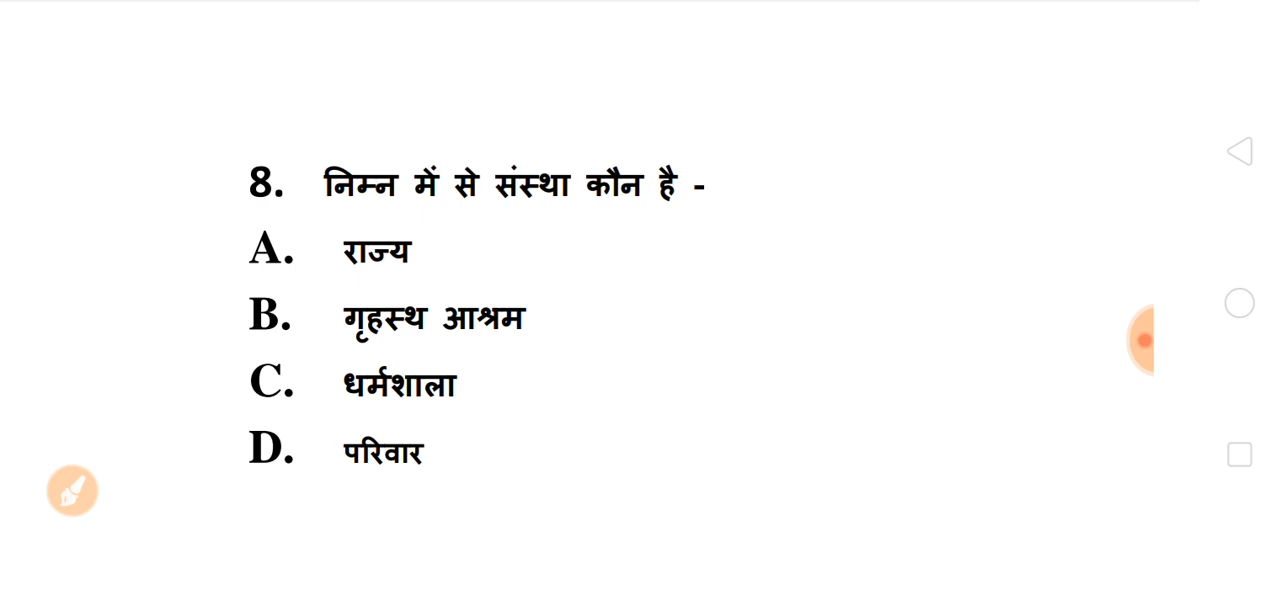 8. निम्न में से संस्था कौन है -
A. राज्य
B. गृहस्थ आश्रम
C. धर्मशाला
D. परिवार